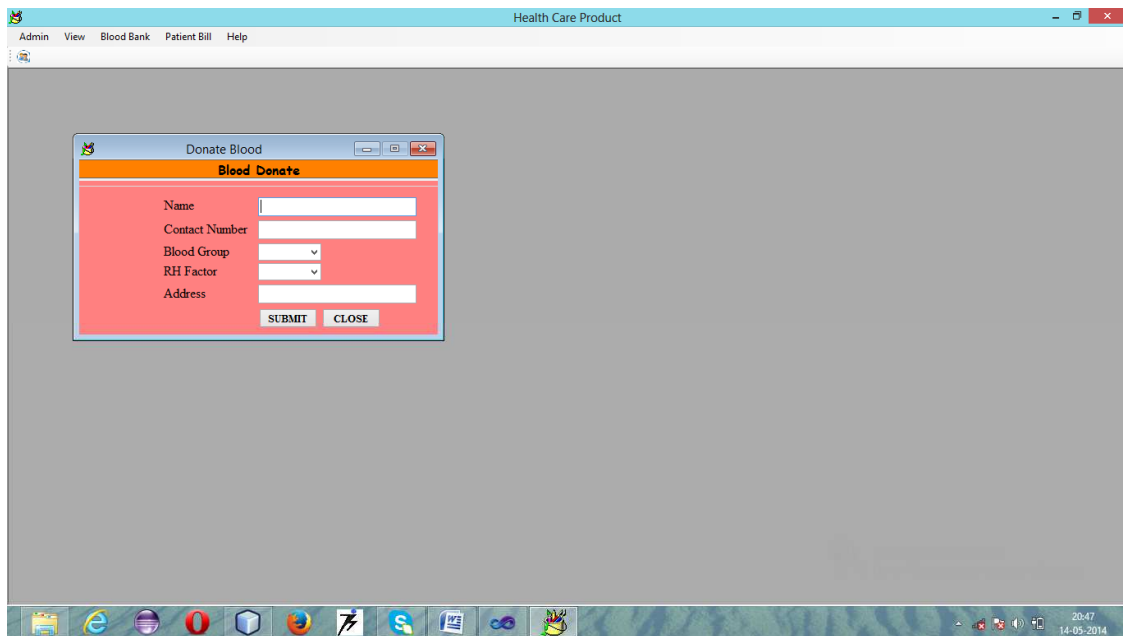 Health Care Product
Admin View Blood Bank Patient Bill Help
Donate Blood
Blood Donate
Name
Contact Number
Blood Group
RH Factor
Address
SUBMIT CLOSE
20:47
14-05-2014